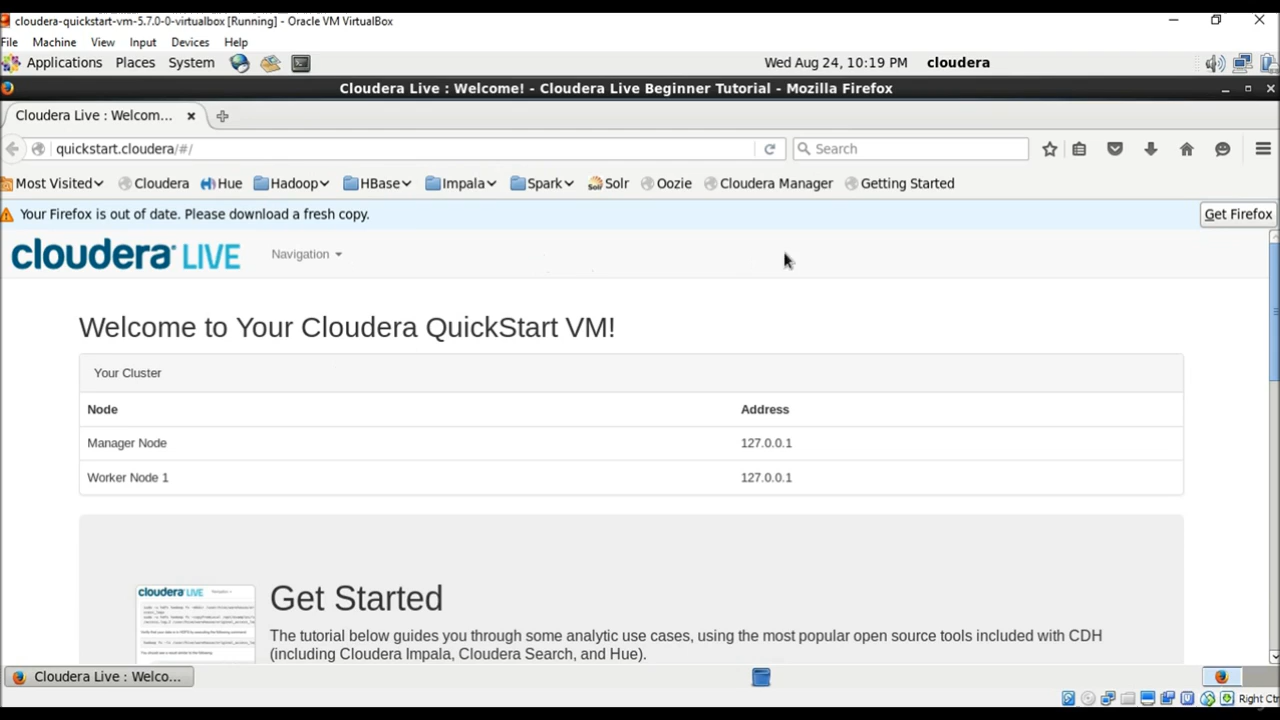 cloudera-quickstart-vm-5.7.0-0-virtualbox [Running] - Oracle VM VirtualBox
File Machine View Input Devices Help
Applications Places System Wed Aug 24, 10:19 PM cloudera
Cloudera Live : Welcome! - Cloudera Live Beginner Tutorial - Mozilla Firefox
Cloudera Live : Welcom...
quickstart.cloudera/#/ Search
Most Visited Cloudera Hue Hadoop HBase Impala Spark Solr Oozie Cloudera Manager Getting Started
Your Firefox is out of date. Please download a fresh copy. Get Firefox
cloudera LIVE Navigation
Welcome to Your Cloudera QuickStart VM!
Your Cluster
Node Address
Manager Node 127.0.0.1
Worker Node 1 127.0.0.1
Get Started
The tutorial below guides you through some analytic use cases, using the most popular open source tools included with CDH
(including Cloudera Impala, Cloudera Search, and Hue).
cloudera LIVE
Cloudera Live : Welco...
Right Ctr